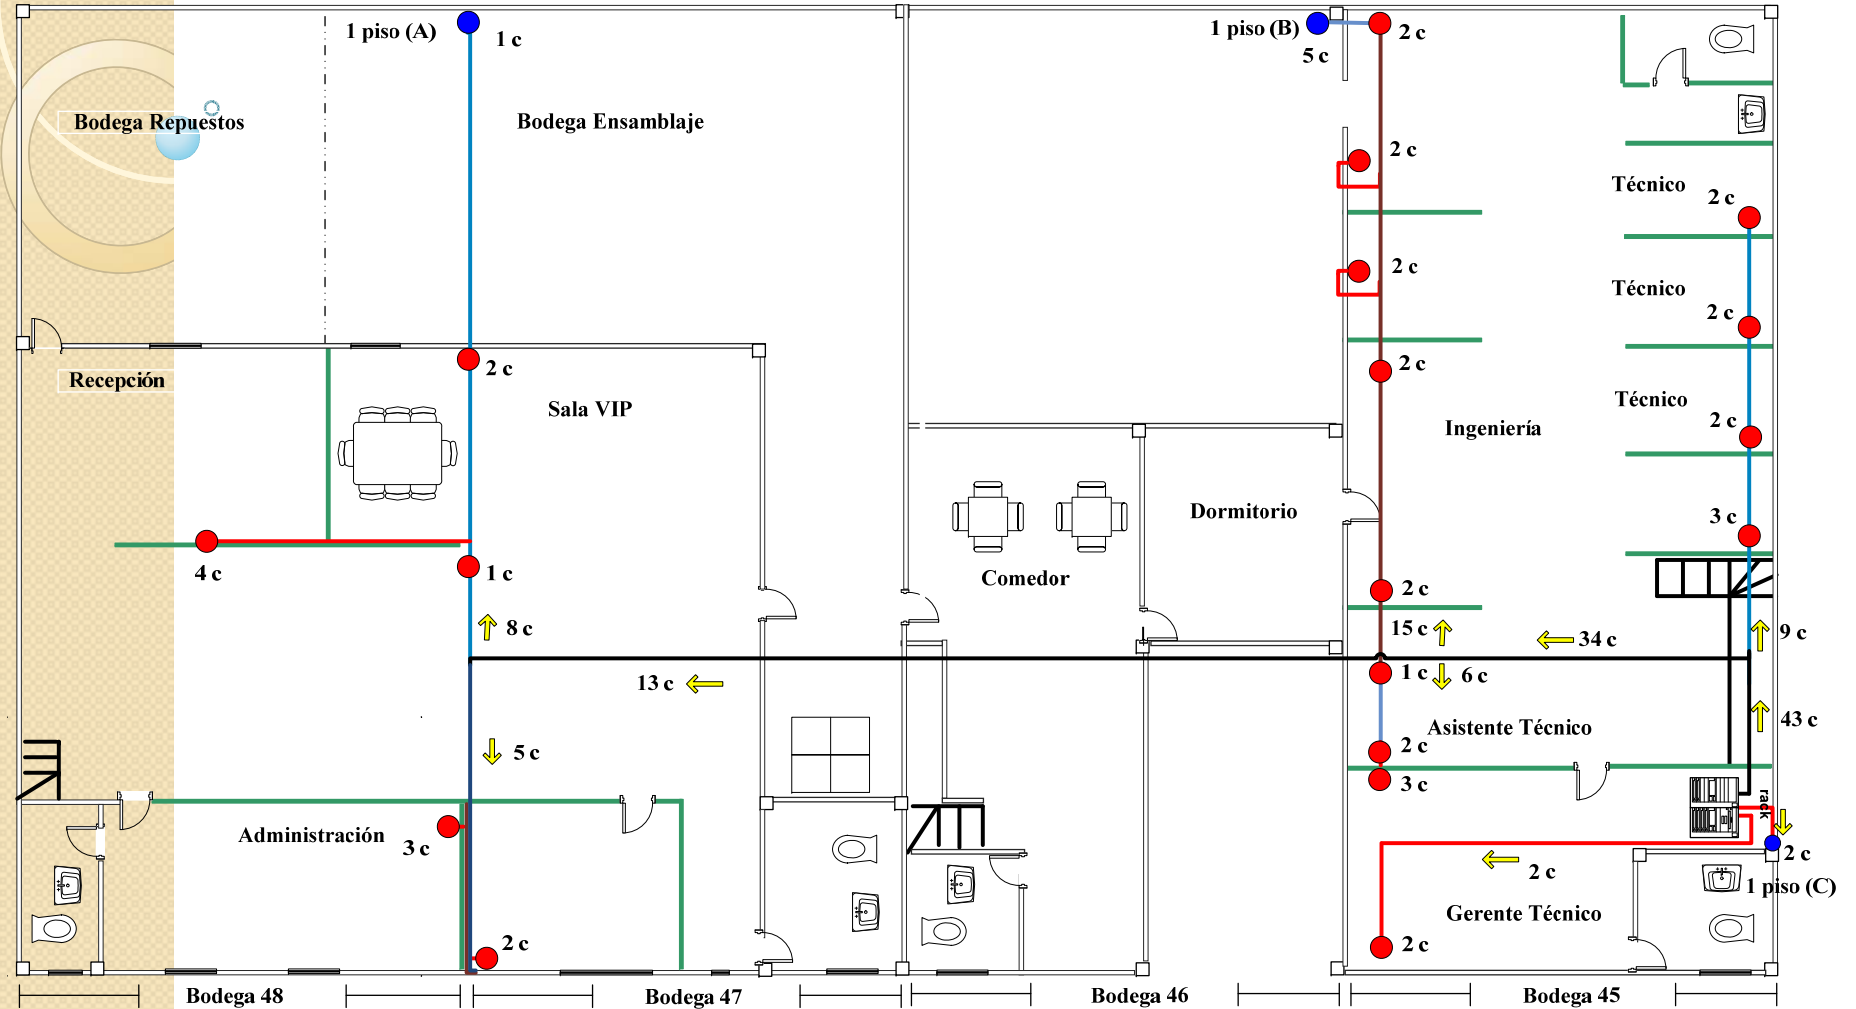 1 piso (A)
1 c
1 piso (B)
5 c
2 c
Bodega Repuestos
Bodega Ensamblaje
2 c
Técnico
2 c
2 c
Técnico
2 c
Recepción
2 c
2 c
Sala VIP
Técnico
2 c
Ingeniería
Dormitorio
3 c
4 c
1 c
Comedor
2 c
8 c
15 c
34 c
9 c
13 c
1 c
6 c
Asistente Técnico
43 c
5 c
2 c
3 c
rack
Administración
3 c
2 c
2 c
1 piso (C)
Gerente Técnico
2 c
2 c
Bodega 48
Bodega 47
Bodega 46
Bodega 45